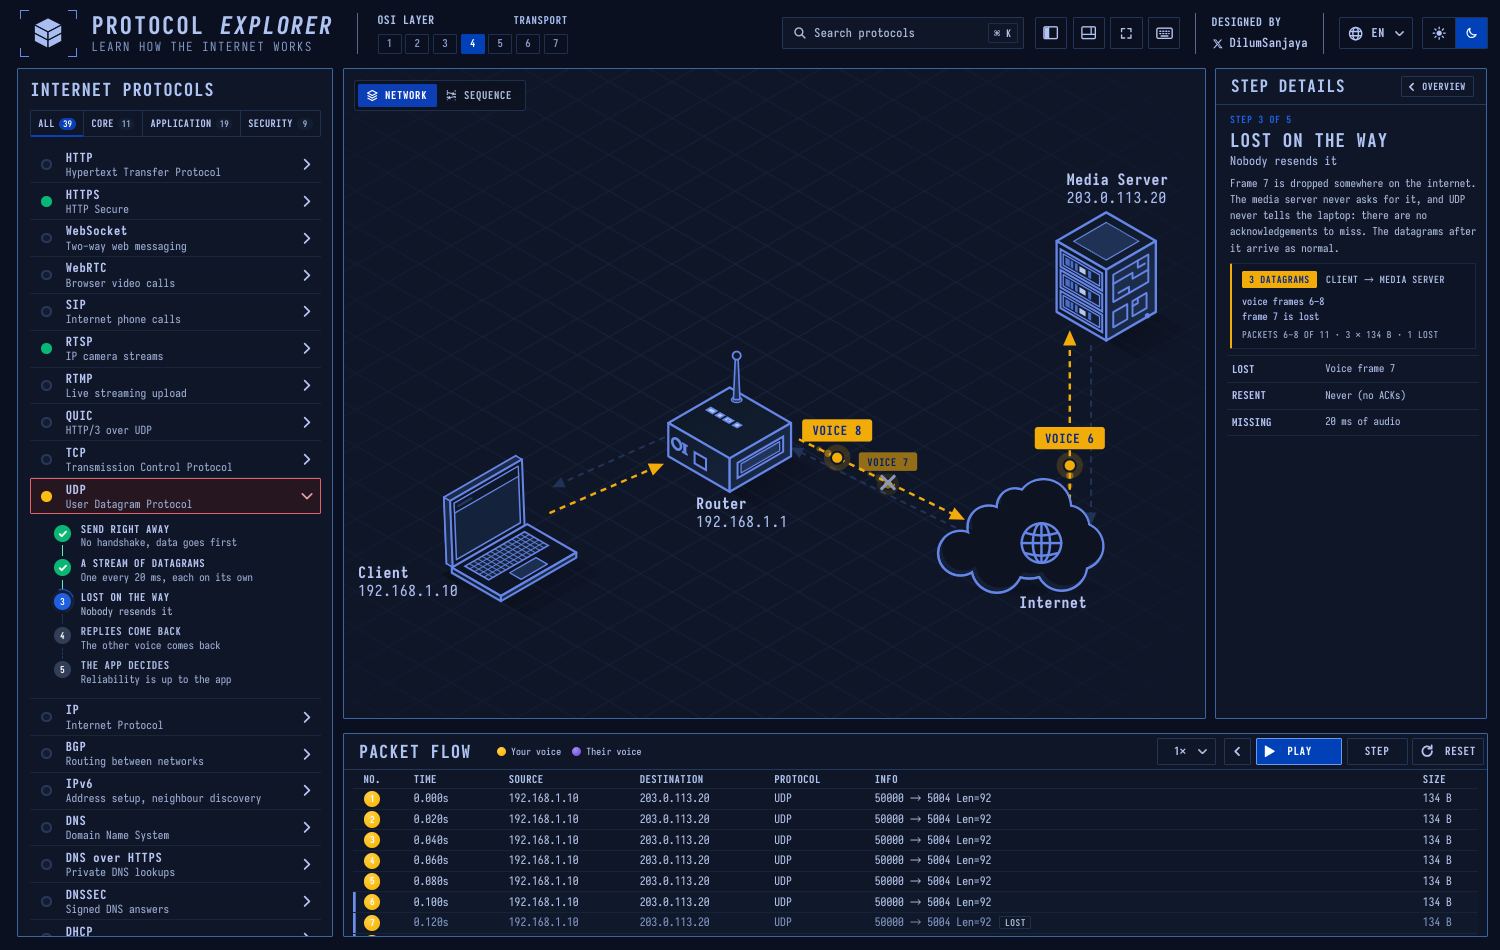 PROTOCOL EXPLORER
LEARN HOW THE INTERNET WORKS
OSI LAYER TRANSPORT
1 2 3 4 5 6 7
Search protocols ⌘ K
DESIGNED BY
DilumSanjaya
EN
INTERNET PROTOCOLS
ALL 39 CORE 11 APPLICATION 19 SECURITY 9
HTTP
Hypertext Transfer Protocol
HTTPS
HTTP Secure
WebSocket
Two-way web messaging
WebRTC
Browser video calls
SIP
Internet phone calls
RTSP
IP camera streams
RTMP
Live streaming upload
QUIC
HTTP/3 over UDP
TCP
Transmission Control Protocol
UDP
User Datagram Protocol
SEND RIGHT AWAY
No handshake, data goes first
A STREAM OF DATAGRAMS
One every 20 ms, each on its own
3 LOST ON THE WAY
Nobody resends it
4 REPLIES COME BACK
The other voice comes back
5 THE APP DECIDES
Reliability is up to the app
IP
Internet Protocol
BGP
Routing between networks
IPv6
Address setup, neighbour discovery
DNS
Domain Name System
DNS over HTTPS
Private DNS lookups
DNSSEC
Signed DNS answers
DHCP
NETWORK SEQUENCE
Media Server
203.0.113.20
VOICE 8
VOICE 6
VOICE 7
Router
192.168.1.1
Client
192.168.1.10
Internet
STEP DETAILS OVERVIEW
STEP 3 OF 5
LOST ON THE WAY
Nobody resends it
Frame 7 is dropped somewhere on the internet.
The media server never asks for it, and UDP
never tells the laptop: there are no
acknowledgements to miss. The datagrams after
it arrive as normal.
3 DATAGRAMS CLIENT → MEDIA SERVER
voice frames 6–8
frame 7 is lost
PACKETS 6–8 OF 11 · 3 × 134 B · 1 LOST
LOST Voice frame 7
RESENT Never (no ACKs)
MISSING 20 ms of audio
PACKET FLOW Your voice Their voice 1× PLAY STEP RESET
NO. TIME SOURCE DESTINATION PROTOCOL INFO SIZE
1 0.000s 192.168.1.10 203.0.113.20 UDP 50000 → 5004 Len=92 134 B
2 0.020s 192.168.1.10 203.0.113.20 UDP 50000 → 5004 Len=92 134 B
3 0.040s 192.168.1.10 203.0.113.20 UDP 50000 → 5004 Len=92 134 B
4 0.060s 192.168.1.10 203.0.113.20 UDP 50000 → 5004 Len=92 134 B
5 0.080s 192.168.1.10 203.0.113.20 UDP 50000 → 5004 Len=92 134 B
6 0.100s 192.168.1.10 203.0.113.20 UDP 50000 → 5004 Len=92 134 B
7 0.120s 192.168.1.10 203.0.113.20 UDP 50000 → 5004 Len=92 LOST 134 B